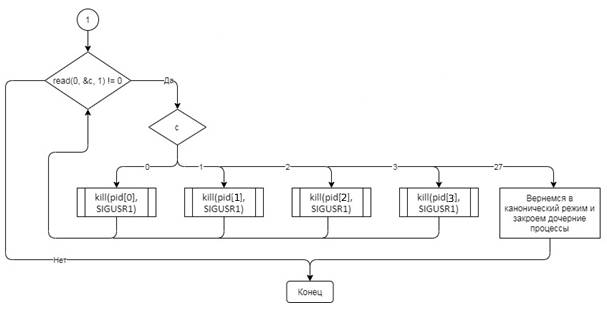 1
read(0, &c, 1) != 0
Да
c
0
1
2
3
27
kill(pid[0],
SIGUSR1)
kill(pid[1],
SIGUSR1)
kill(pid[2],
SIGUSR1)
kill(pid[3],
SIGUSR1)
Вернемся в
канонический режим и
закроем дочерние
процессы
Нет
Конец